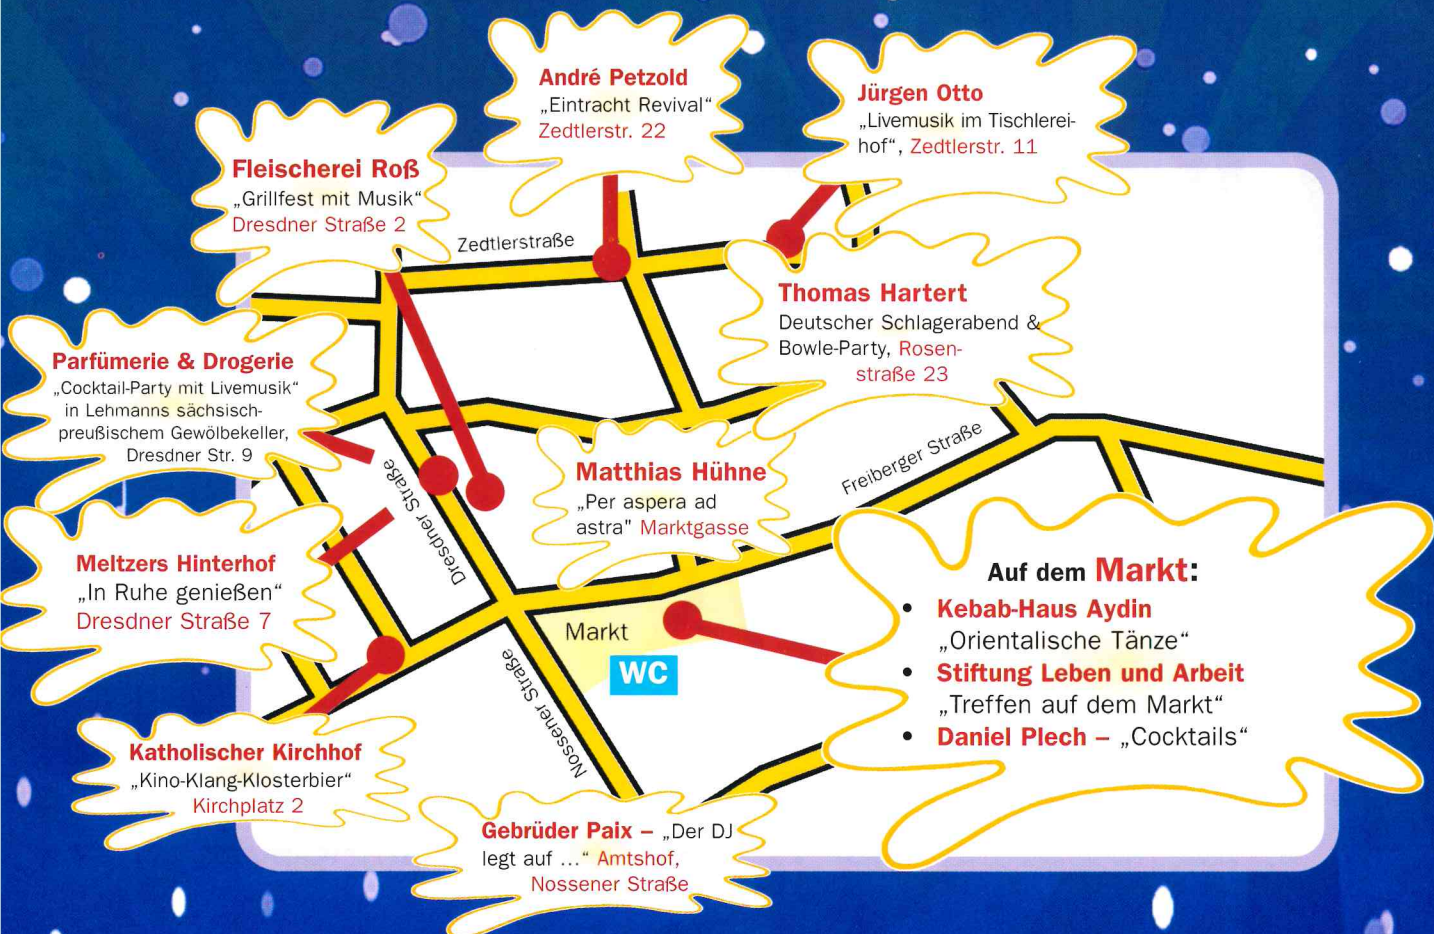 André Petzold
„Eintracht Revival“
Zedtlerstr. 22
Jürgen Otto
„Livemusik im Tischlerei-
hof“, Zedtlerstr. 11
Fleischerei Roß
„Grillfest mit Musik“
Dresdner Straße 2
Zedtlerstraße
Thomas Hartert
Deutscher Schlagerabend &
Bowle-Party, Rosen-
straße 23
Parfümerie & Drogerie
„Cocktail-Party mit Livemusik“
in Lehmanns sächsisch-
preußischem Gewölbekeller,
Dresdner Str. 9
Dresdner Straße
Matthias Hühne
„Per aspera ad
astra" Marktgasse
Freiberger Straße
Meltzers Hinterhof
„In Ruhe genießen“
Dresdner Straße 7
Markt
WC
Nossener Straße
Auf dem Markt:
• Kebab-Haus Aydin
„Orientalische Tänze“
• Stiftung Leben und Arbeit
„Treffen auf dem Markt“
• Daniel Plech – „Cocktails“
Katholischer Kirchhof
„Kino-Klang-Klosterbier“
Kirchplatz 2
Gebrüder Paix – „Der DJ
legt auf ...“ Amtshof,
Nossener Straße